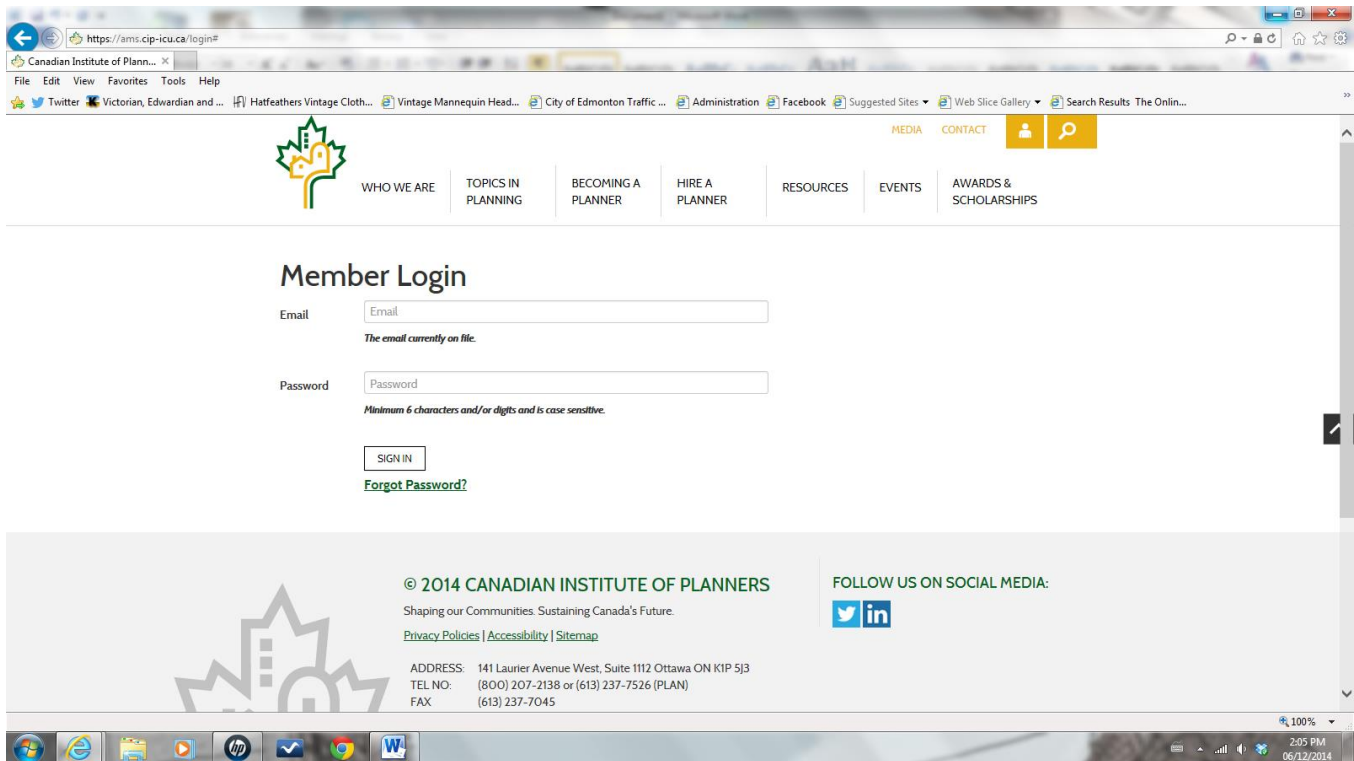 https://ams.cip-icu.ca/login#
Canadian Institute of Plann...
File Edit View Favorites Tools Help
Twitter Victorian, Edwardian and ... Hatfeathers Vintage Cloth... Vintage Mannequin Head... City of Edmonton Traffic ... Administration Facebook Suggested Sites Web Slice Gallery Search Results The Onlin...
MEDIA CONTACT
WHO WE ARE
TOPICS IN
PLANNING
BECOMING A
PLANNER
HIRE A
PLANNER
RESOURCES
EVENTS
AWARDS &
SCHOLARSHIPS
Member Login
Email Email
The email currently on file.
Password Password
Minimum 6 characters and/or digits and is case sensitive.
SIGN IN
Forgot Password?
© 2014 CANADIAN INSTITUTE OF PLANNERS
Shaping our Communities. Sustaining Canada's Future.
Privacy Policies | Accessibility | Sitemap
ADDRESS: 141 Laurier Avenue West, Suite 1112 Ottawa ON K1P 5J3
TEL NO: (800) 207-2138 or (613) 237-7526 (PLAN)
FAX (613) 237-7045
FOLLOW US ON SOCIAL MEDIA:
in
100%
hp
W
2:05 PM
06/12/2014